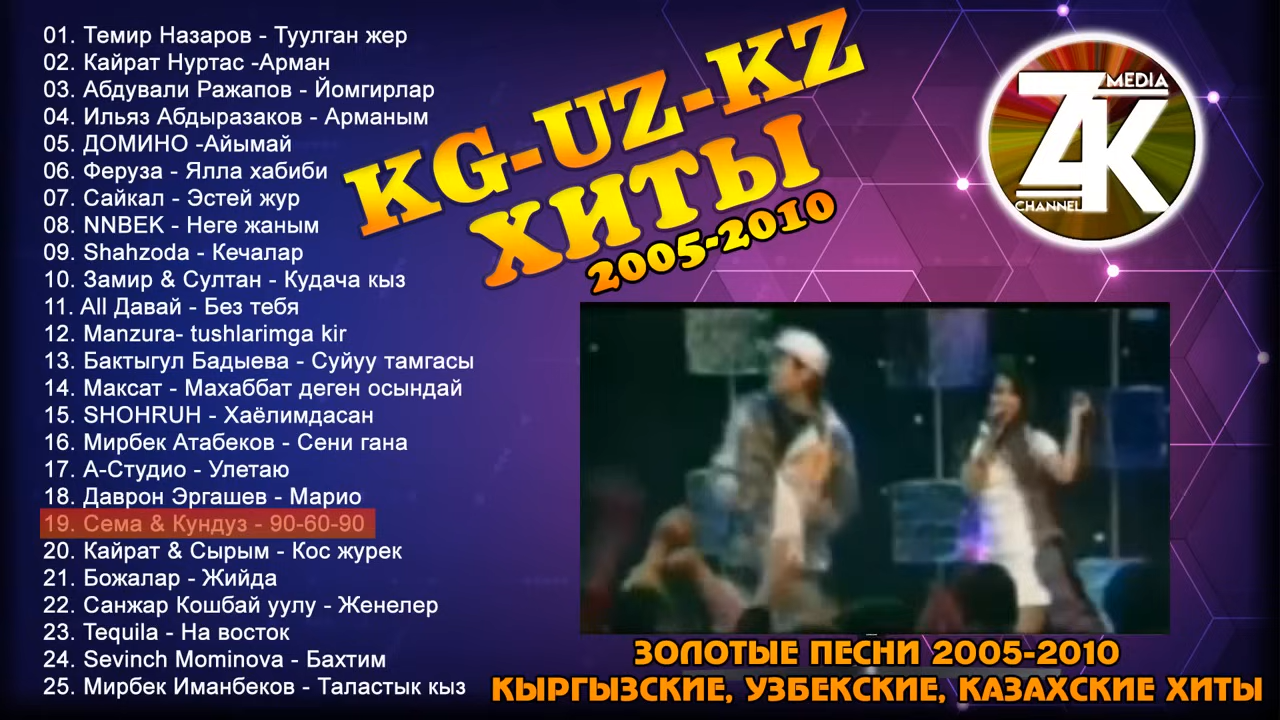 01. Темир Назаров - Туулган жер
02. Кайрат Нуртас -Арман
03. Абдували Ражапов - Йомгирлар
04. Ильяз Абдыразаков - Арманым
05. ДОМИНО -Айымай
06. Феруза - Ялла хабиби
07. Сайкал - Эстей жур
08. NNBEK - Неге жаным
09. Shahzoda - Кечалар
10. Замир & Султан - Кудача кыз
11. All Давай - Без тебя
12. Manzura- tushlarimga kir
13. Бактыгул Бадыева - Суйуу тамгасы
14. Максат - Махаббат деген осындай
15. SHOHRUH - Хаёлимдасан
16. Мирбек Атабеков - Сени гана
17. А-Студио - Улетаю
18. Даврон Эргашев - Марио
19. Сема & Кундуз - 90-60-90
20. Кайрат & Сырым - Кос журек
21. Божалар - Жийда
22. Санжар Кошбай уулу - Женелер
23. Tequila - На восток
24. Sevinch Mominova - Бахтим
25. Мирбек Иманбеков - Таластык кыз
KG-UZ-KZ
ХИТЫ
2005-2010
ZK
MEDIA
CHANNEL
ЗОЛОТЫЕ ПЕСНИ 2005-2010
КЫРГЫЗСКИЕ, УЗБЕКСКИЕ, КАЗАХСКИЕ ХИТЫ